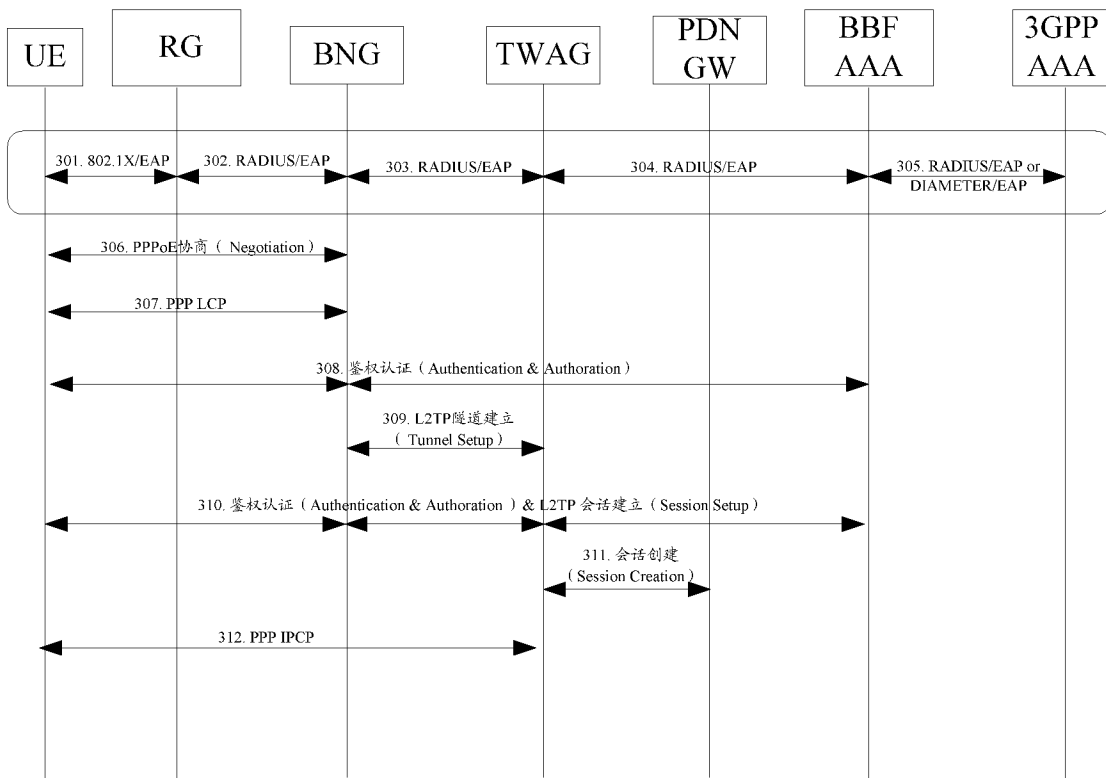 UE
RG
BNG
TWAG
PDN
GW
BBF
AAA
3GPP
AAA
301. 802.1X/EAP
302. RADIUS/EAP
303. RADIUS/EAP
304. RADIUS/EAP
305. RADIUS/EAP or
DIAMETER/EAP
306. PPPoE协商（ Negotiation）
307. PPP LCP
308. 鉴权认证（Authentication & Authoration）
309. L2TP隧道建立
（ Tunnel Setup）
310. 鉴权认证（Authentication & Authoration ）& L2TP 会话建立（Session Setup）
311. 会话创建
（Session Creation）
312. PPP IPCP